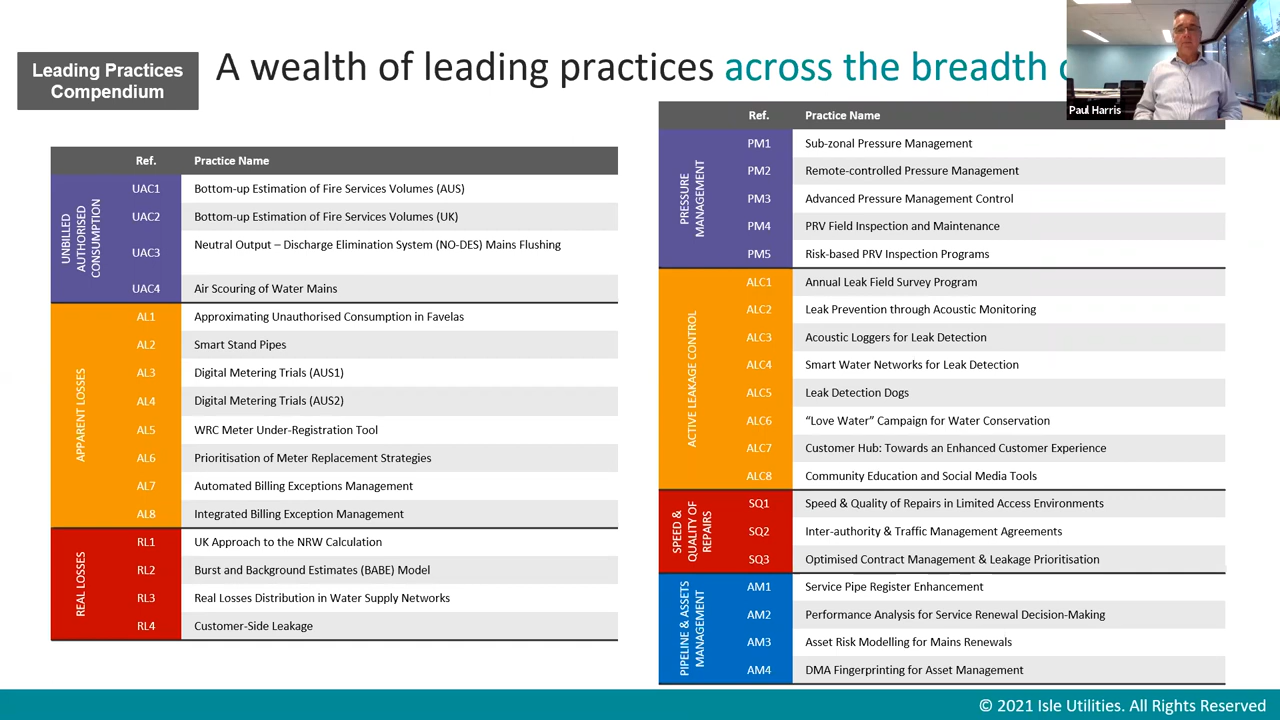 Leading Practices
Compendium
A wealth of leading practices across the breadth
Paul Harris
Ref. Practice Name
UNBILLED
AUTHORISED
CONSUMPTION
UAC1 Bottom-up Estimation of Fire Services Volumes (AUS)
UAC2 Bottom-up Estimation of Fire Services Volumes (UK)
UAC3 Neutral Output – Discharge Elimination System (NO-DES) Mains Flushing
UAC4 Air Scouring of Water Mains
APPARENT LOSSES
AL1 Approximating Unauthorised Consumption in Favelas
AL2 Smart Stand Pipes
AL3 Digital Metering Trials (AUS1)
AL4 Digital Metering Trials (AUS2)
AL5 WRC Meter Under-Registration Tool
AL6 Prioritisation of Meter Replacement Strategies
AL7 Automated Billing Exceptions Management
AL8 Integrated Billing Exception Management
REAL LOSSES
RL1 UK Approach to the NRW Calculation
RL2 Burst and Background Estimates (BABE) Model
RL3 Real Losses Distribution in Water Supply Networks
RL4 Customer-Side Leakage
Ref. Practice Name
PRESSURE
MANAGEMENT
PM1 Sub-zonal Pressure Management
PM2 Remote-controlled Pressure Management
PM3 Advanced Pressure Management Control
PM4 PRV Field Inspection and Maintenance
PM5 Risk-based PRV Inspection Programs
ACTIVE LEAKAGE CONTROL
ALC1 Annual Leak Field Survey Program
ALC2 Leak Prevention through Acoustic Monitoring
ALC3 Acoustic Loggers for Leak Detection
ALC4 Smart Water Networks for Leak Detection
ALC5 Leak Detection Dogs
ALC6 “Love Water” Campaign for Water Conservation
ALC7 Customer Hub: Towards an Enhanced Customer Experience
ALC8 Community Education and Social Media Tools
SPEED &
QUALITY OF
REPAIRS
SQ1 Speed & Quality of Repairs in Limited Access Environments
SQ2 Inter-authority & Traffic Management Agreements
SQ3 Optimised Contract Management & Leakage Prioritisation
PIPELINE & ASSETS
MANAGEMENT
AM1 Service Pipe Register Enhancement
AM2 Performance Analysis for Service Renewal Decision-Making
AM3 Asset Risk Modelling for Mains Renewals
AM4 DMA Fingerprinting for Asset Management
© 2021 Isle Utilities. All Rights Reserved